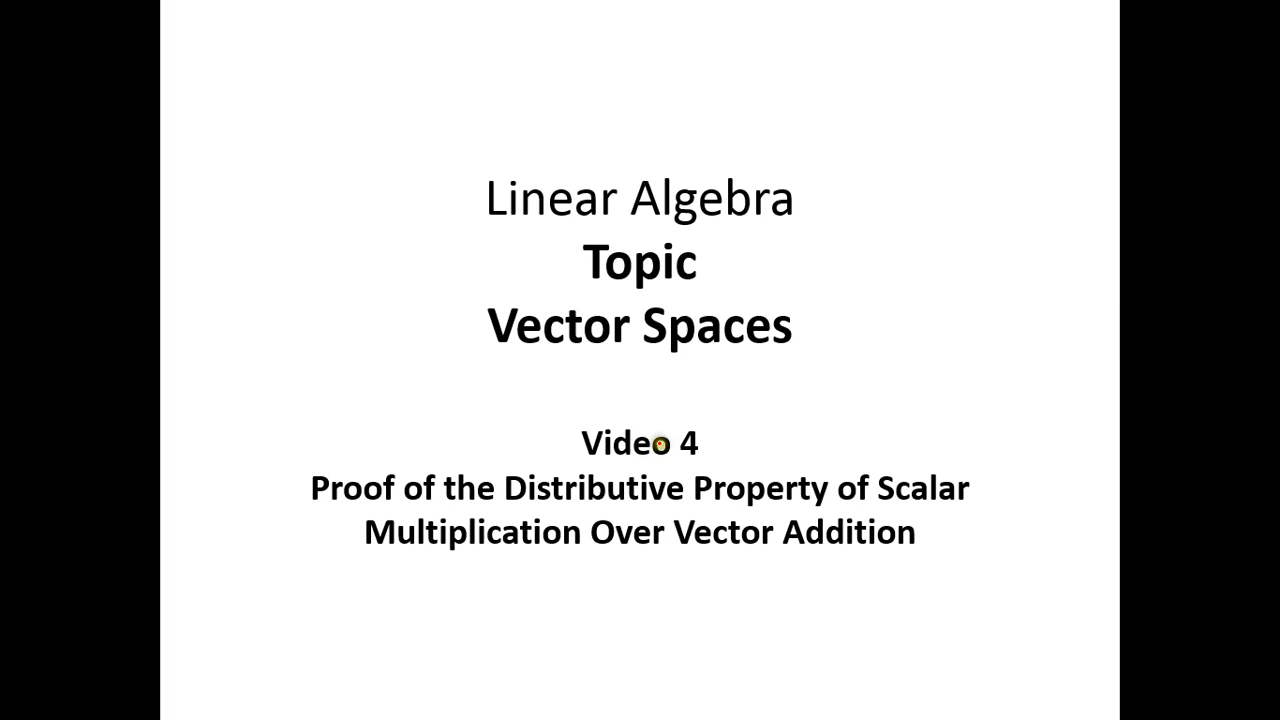 Linear Algebra
Topic
Vector Spaces
Video 4
Proof of the Distributive Property of Scalar
Multiplication Over Vector Addition